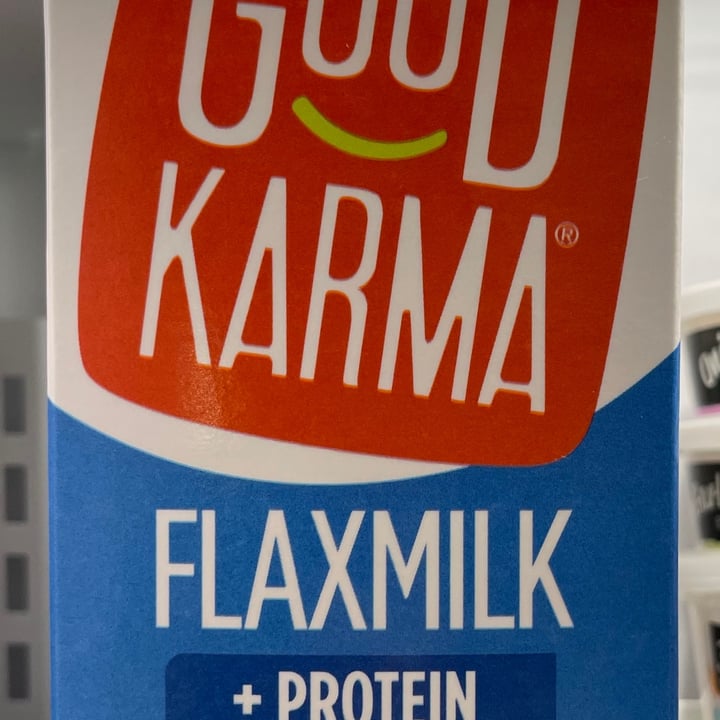 GOOD
KARMA®
FLAXMILK
+ PROTEIN